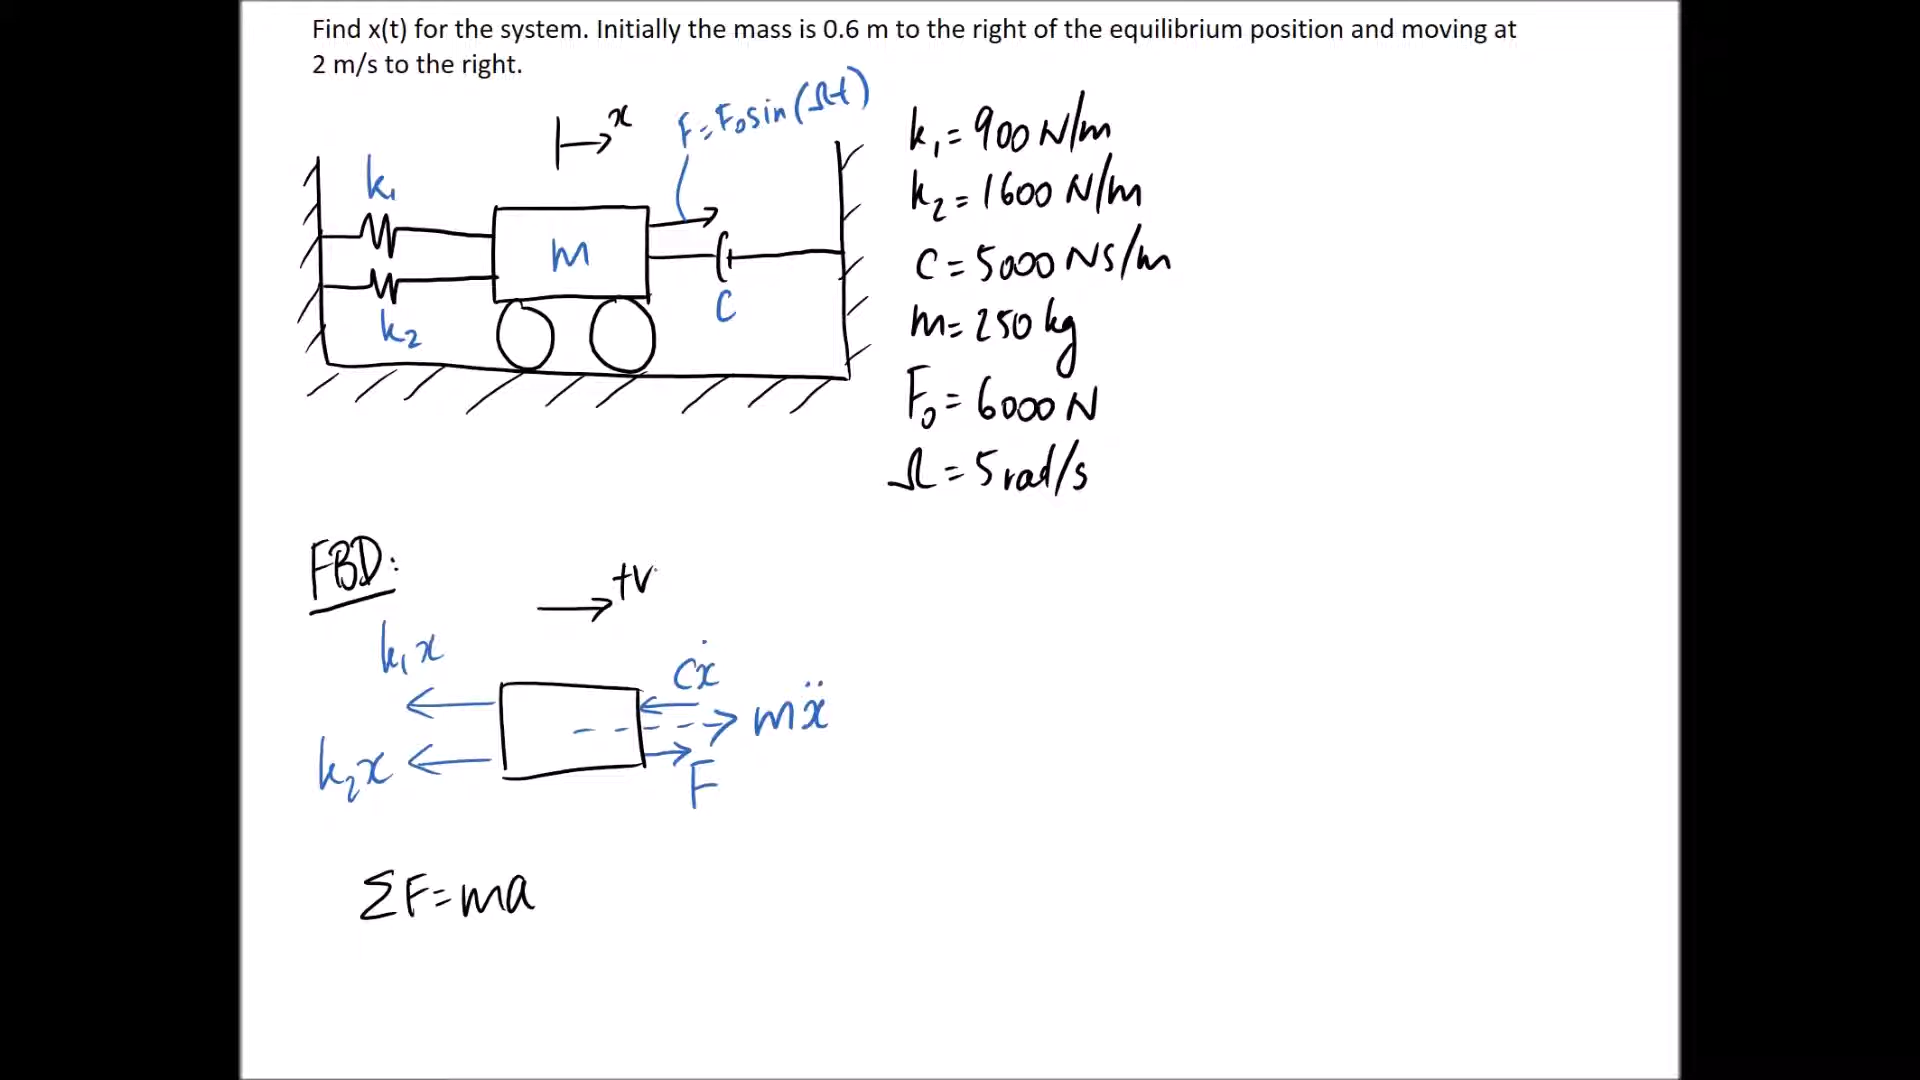 Find x(t) for the system. Initially the mass is 0.6 m to the right of the equilibrium position and moving at
2 m/s to the right.
x
F=F₀sin(Ωt)
k₁
m
k₂
C
k₁=900 N/m
k₂=1600 N/m
C=5000 Ns/m
m=250 kg
F₀=6000 N
Ω=5 rad/s
FBD:
+v
k₁x
cẋ
mẍ
k₂x
F
ΣF=ma